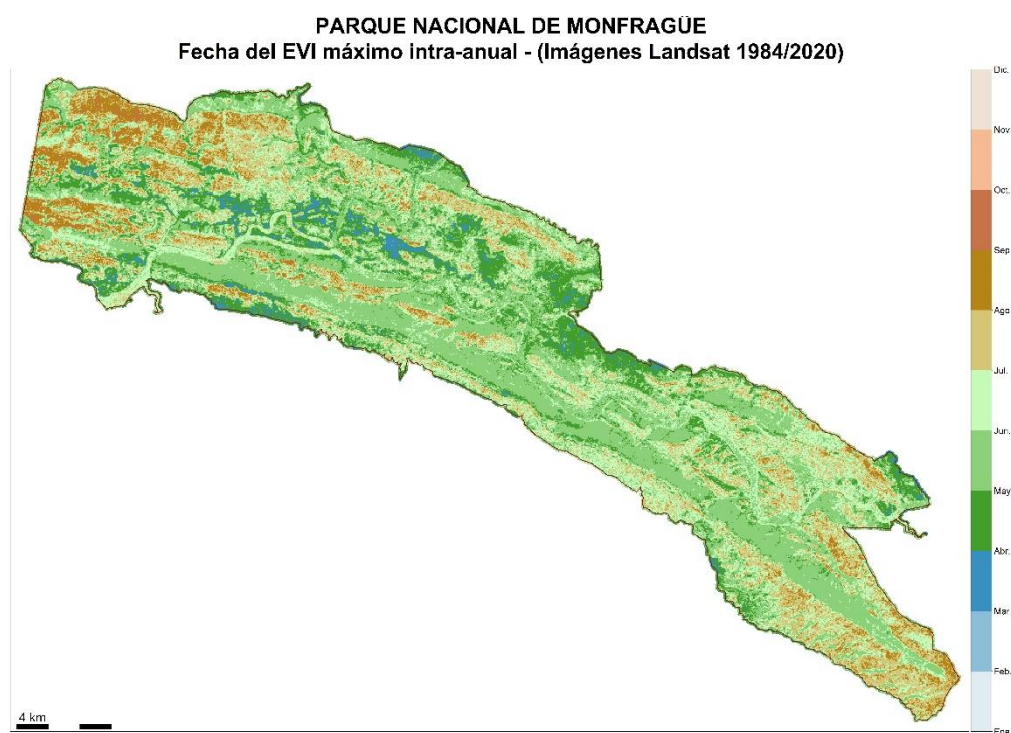 PARQUE NACIONAL DE MONFRAGÜE
Fecha del EVI máximo intra-anual - (Imágenes Landsat 1984/2020)
Dic.
Nov.
Oct.
Sep
Ago
Jul.
Jun.
May
Abr.
Mar
Feb.
Ene
4 km